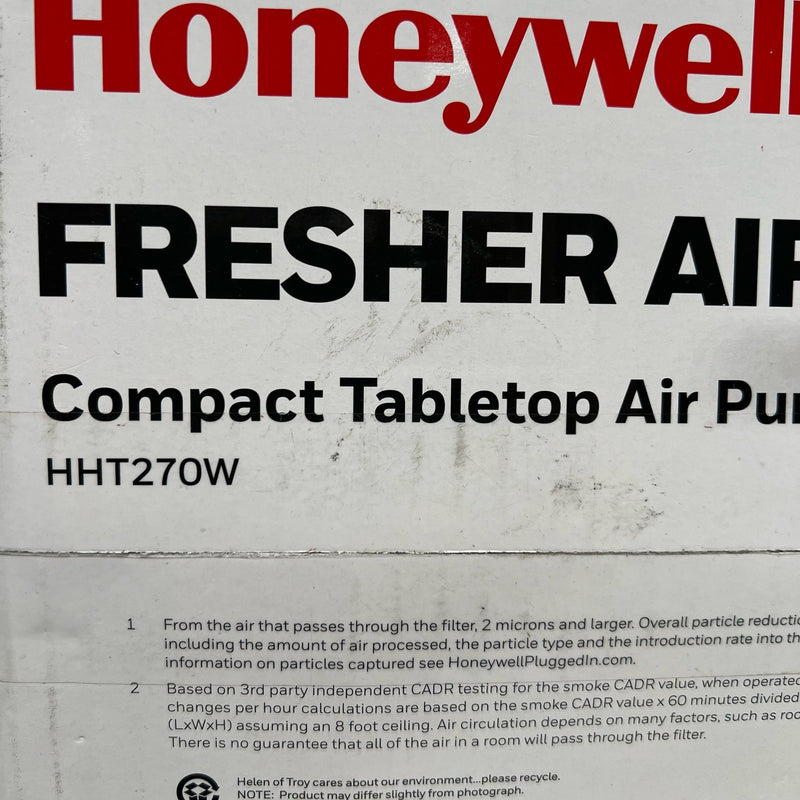 Honeywell
FRESHER AIR
Compact Tabletop Air Pur
HHT270W
1 From the air that passes through the filter, 2 microns and larger. Overall particle reductio
including the amount of air processed, the particle type and the introduction rate into th
information on particles captured see HoneywellPluggedIn.com.
2 Based on 3rd party independent CADR testing for the smoke CADR value, when operated
changes per hour calculations are based on the smoke CADR value x 60 minutes divided
(LxWxH) assuming an 8 foot ceiling. Air circulation depends on many factors, such as roo
There is no guarantee that all of the air in a room will pass through the filter.
Helen of Troy cares about our environment...please recycle.
NOTE: Product may differ slightly from photograph.